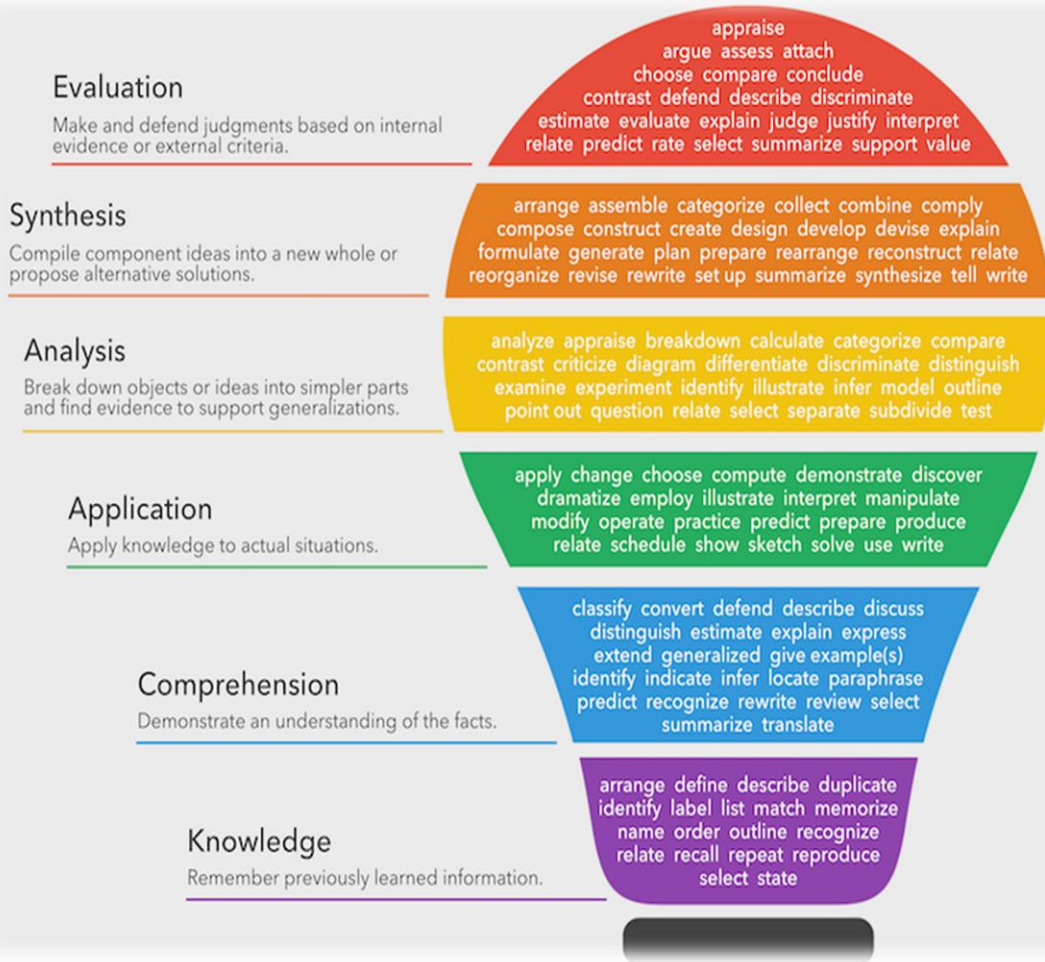 Evaluation
Make and defend judgments based on internal
evidence or external criteria.
appraise
argue assess attach
choose compare conclude
contrast defend describe discriminate
estimate evaluate explain judge justify interpret
relate predict rate select summarize support value
Synthesis
Compile component ideas into a new whole or
propose alternative solutions.
arrange assemble categorize collect combine comply
compose construct create design develop devise explain
formulate generate plan prepare rearrange reconstruct relate
reorganize revise rewrite set up summarize synthesize tell write
Analysis
Break down objects or ideas into simpler parts
and find evidence to support generalizations.
analyze appraise breakdown calculate categorize compare
contrast criticize diagram differentiate discriminate distinguish
examine experiment identify illustrate infer model outline
point out question relate select separate subdivide test
Application
Apply knowledge to actual situations.
apply change choose compute demonstrate discover
dramatize employ illustrate interpret manipulate
modify operate practice predict prepare produce
relate schedule show sketch solve use write
Comprehension
Demonstrate an understanding of the facts.
classify convert defend describe discuss
distinguish estimate explain express
extend generalized give example(s)
identify indicate infer locate paraphrase
predict recognize rewrite review select
summarize translate
Knowledge
Remember previously learned information.
arrange define describe duplicate
identify label list match memorize
name order outline recognize
relate recall repeat reproduce
select state